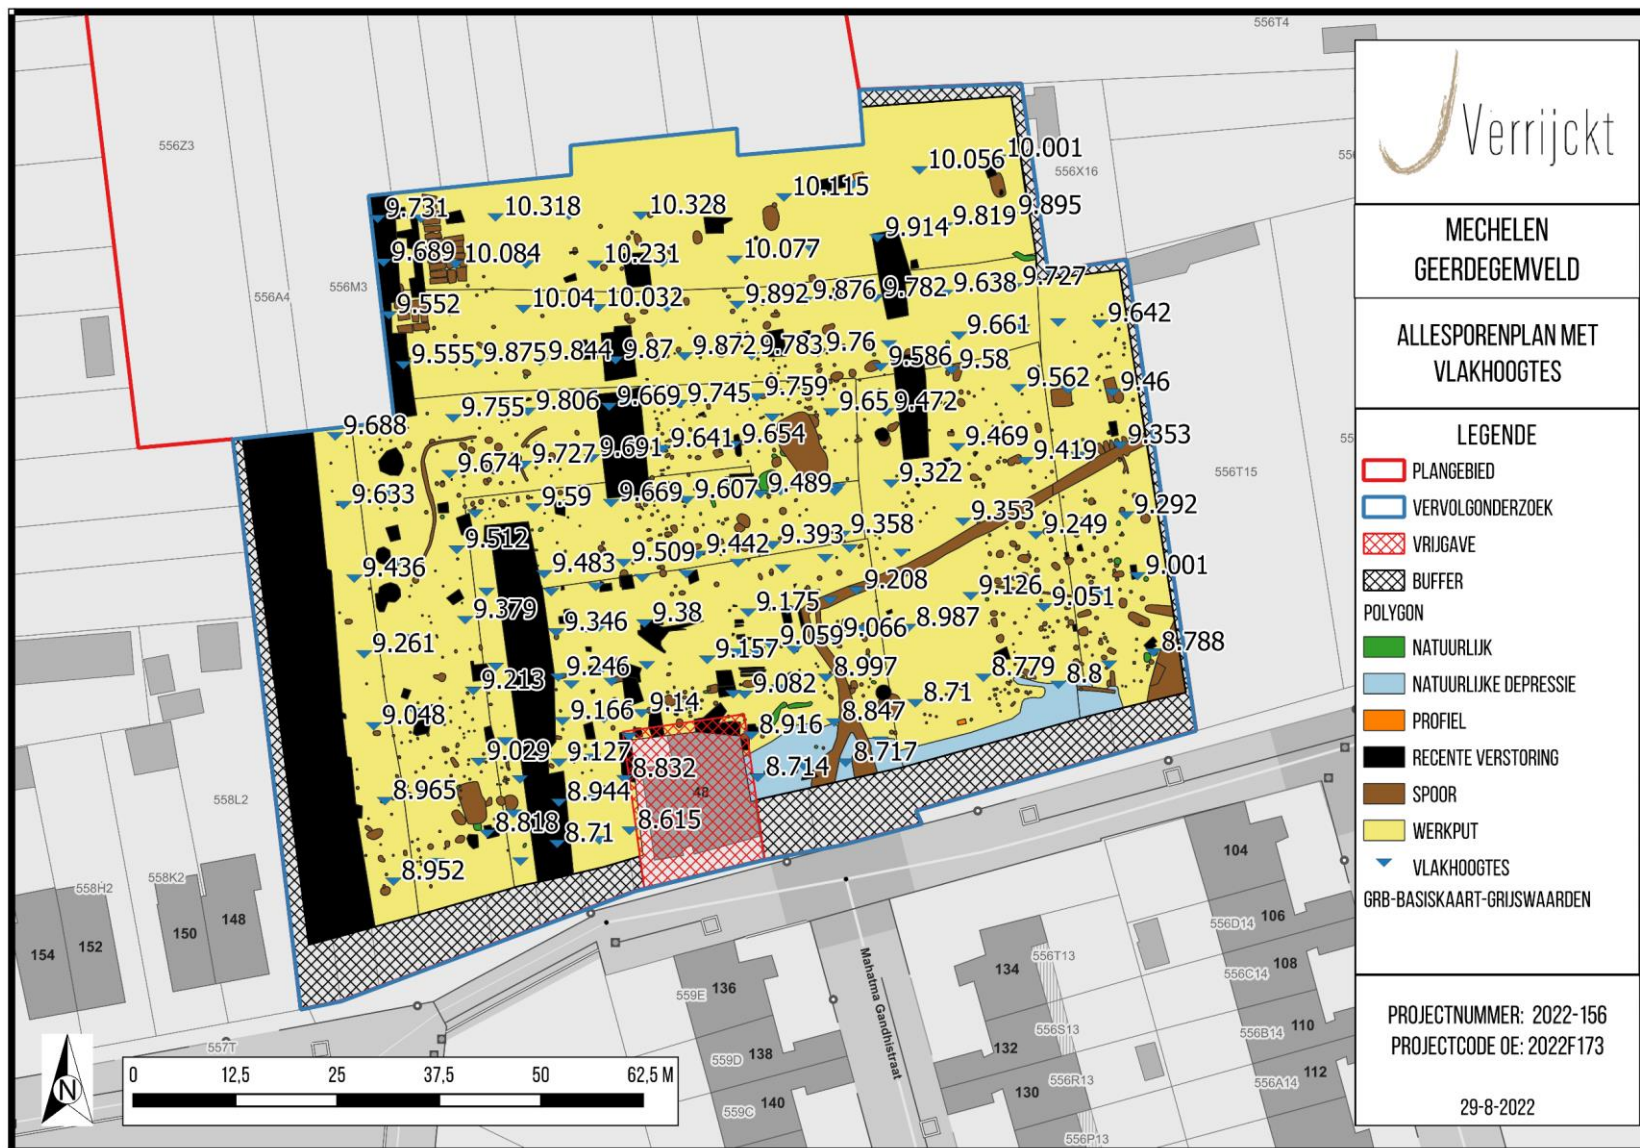 556T4
556Z3
556X16
10.056
10.001
10.115
9.731
10.318
10.328
9.914
9.819
9.895
9.689
10.084
10.231
10.077
556M3
556A4
9.552
10.04
10.032
9.892
9.876
9.782
9.638
9.727
9.661
9.642
9.555
9.875
9.844
9.87
9.872
9.783
9.76
9.586
9.58
9.562
9.46
9.755
9.806
9.669
9.745
9.759
9.65
9.472
9.688
9.674
9.727
9.691
9.641
9.654
9.469
9.419
9.353
556T15
9.633
9.59
9.669
9.607
9.489
9.322
9.512
9.483
9.509
9.442
9.393
9.358
9.353
9.249
9.292
9.436
9.379
9.346
9.38
9.175
9.208
9.126
9.051
9.001
9.261
9.213
9.246
9.157
9.059
9.066
8.987
8.788
9.048
9.166
9.14
9.082
8.997
8.71
8.779
8.8
9.029
9.127
8.832
8.916
8.847
8.717
8.714
48
8.965
8.944
8.615
8.818
8.71
8.952
558L2
558H2
558K2
154
152
150
148
557T
559E
136
559D
138
559C
140
Mahatma Gandhistraat
134
556T13
132
556S13
130
556R13
556P13
104
106
556D14
108
556C14
110
556B14
112
556A14
N
0 12,5 25 37,5 50 62,5 M
Verrijckt
MECHELEN
GEERDEGEMVELD
ALLESPORENPLAN MET
VLAKHOOGTES
LEGENDE
PLANGEBIED
VERVOLGONDERZOEK
VRIJGAVE
BUFFER
POLYGON
NATUURLIJK
NATUURLIJKE DEPRESSIE
PROFIEL
RECENTE VERSTORING
SPOOR
WERKPUT
VLAKHOOGTES
GRB-BASISKAART-GRIJSWAARDEN
PROJECTNUMMER: 2022-156
PROJECTCODE OE: 2022F173
29-8-2022